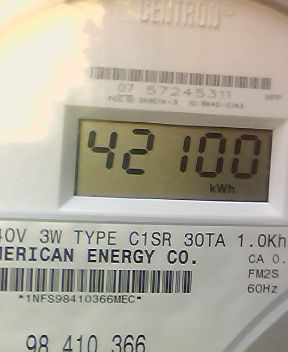 CENTRON®
07 57245311
42100
kWh
40V 3W TYPE C1SR 30TA 1.0Kh
MERICAN ENERGY CO.
CA 0.
FM2S
60Hz
*1NFS98410366MEC*
98 410 366